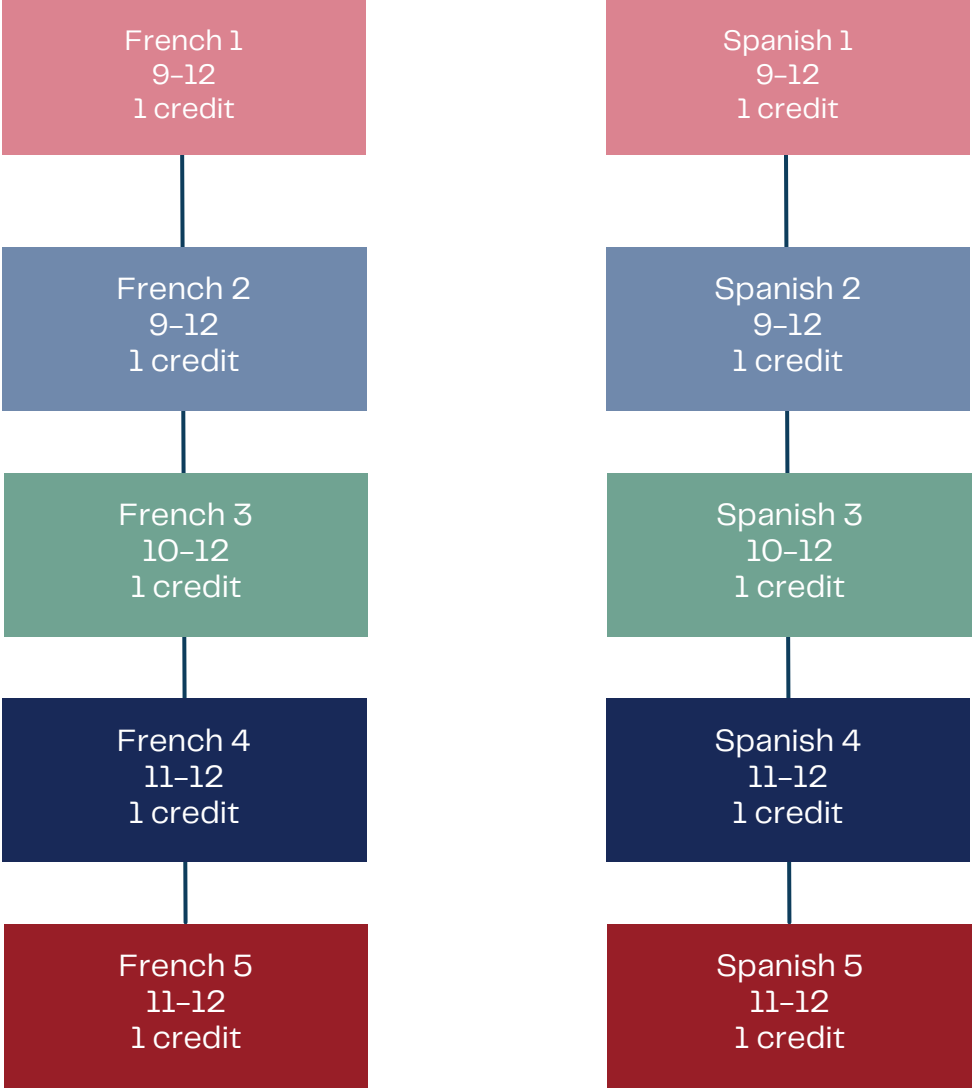 French 1
9-12
1 credit
Spanish 1
9-12
1 credit
French 2
9-12
1 credit
Spanish 2
9-12
1 credit
French 3
10-12
1 credit
Spanish 3
10-12
1 credit
French 4
11-12
1 credit
Spanish 4
11-12
1 credit
French 5
11-12
1 credit
Spanish 5
11-12
1 credit